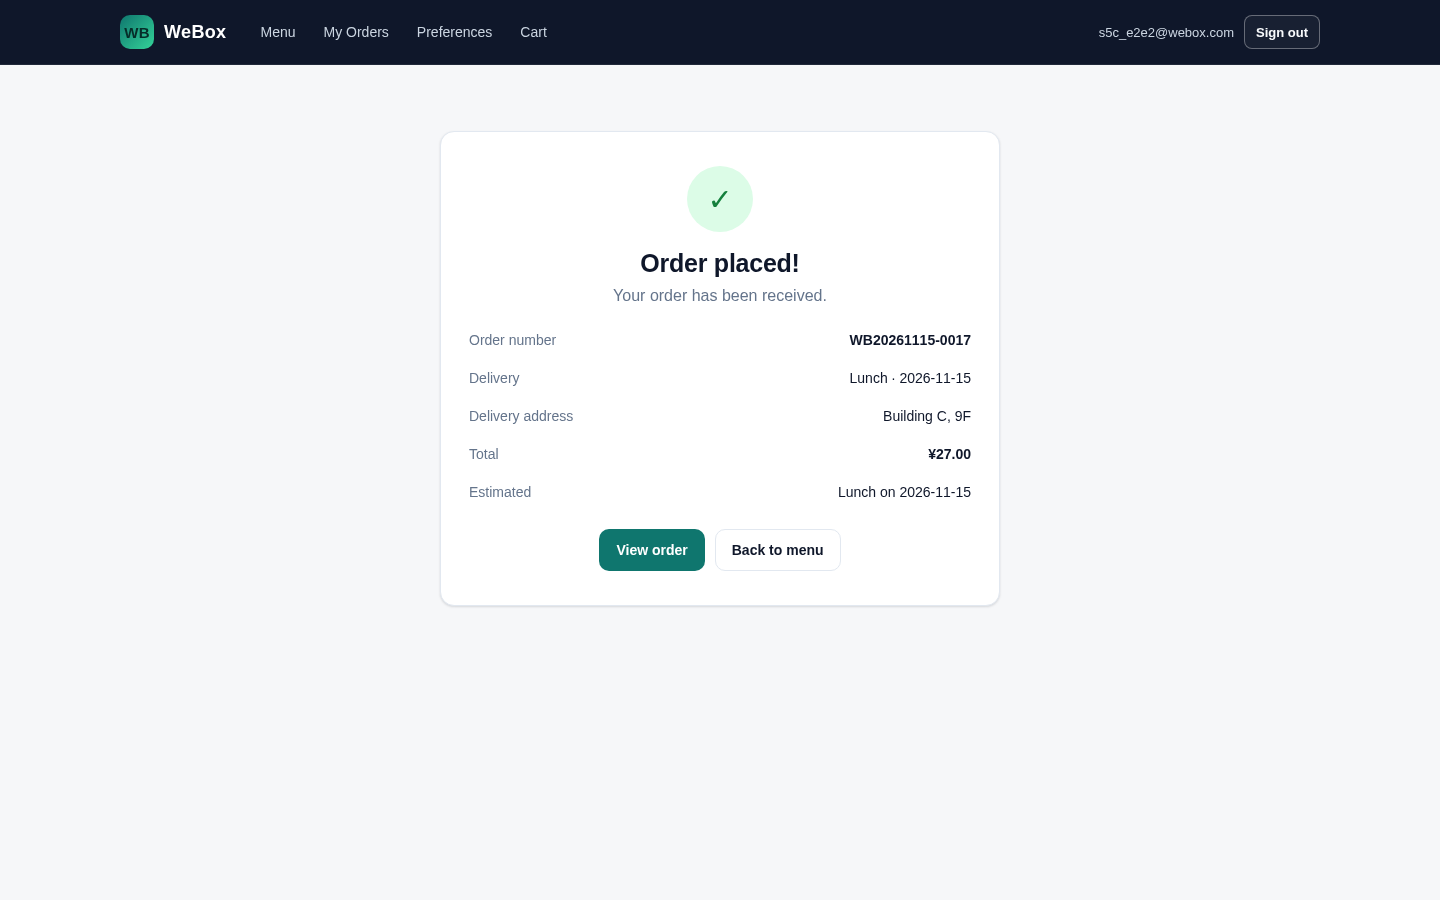 WB WeBox Menu My Orders Preferences Cart s5c_e2e2@webox.com Sign out
✓
Order placed!
Your order has been received.
Order number WB20261115-0017
Delivery Lunch · 2026-11-15
Delivery address Building C, 9F
Total ¥27.00
Estimated Lunch on 2026-11-15
View order Back to menu